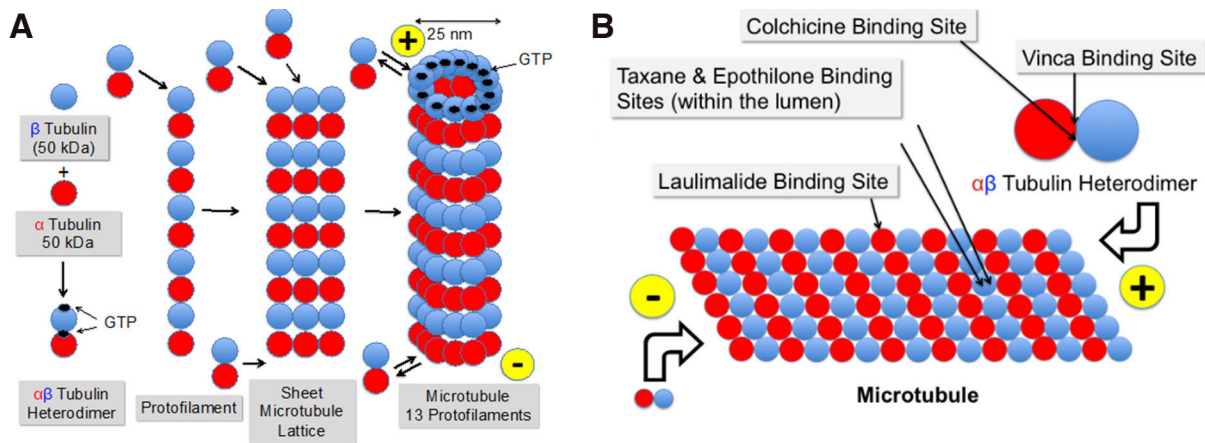 A
β Tubulin
(50 kDa)
+
α Tubulin
50 kDa
GTP
αβ Tubulin
Heterodimer
Protofilament
Sheet
Microtubule
Lattice
+
25 nm
GTP
-
Microtubule
13 Protofilaments
B
Colchicine Binding Site
Vinca Binding Site
Taxane & Epothilone Binding
Sites (within the lumen)
Laulimalide Binding Site
αβ Tubulin Heterodimer
-
+
Microtubule